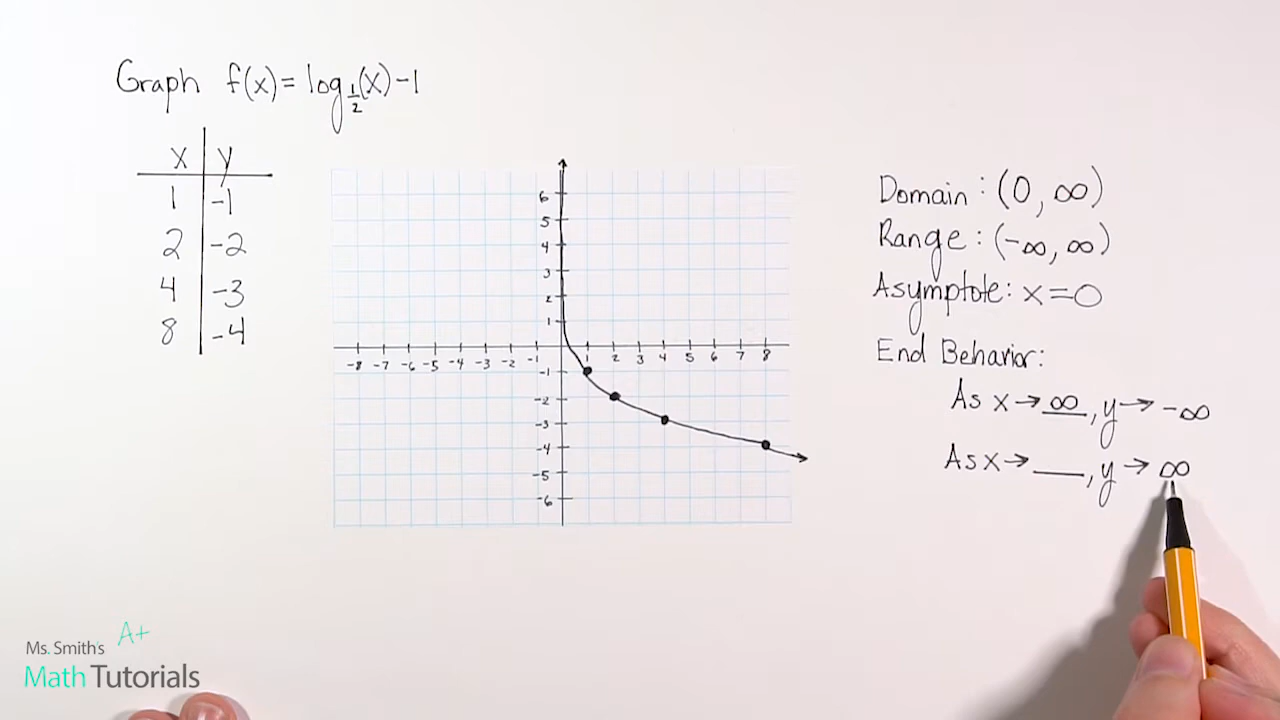 Graph f(x) = log₁/₂(x) - 1
x y
1 -1
2 -2
4 -3
8 -4
6
5
4
3
2
1
-8 -7 -6 -5 -4 -3 -2 -1 1 2 3 4 5 6 7 8
-1
-2
-3
-4
-5
-6
Domain: (0, ∞)
Range: (-∞, ∞)
Asymptote: x=0
End Behavior:
As x→∞, y→-∞
As x→___, y→∞
Ms. Smith's A+
Math Tutorials